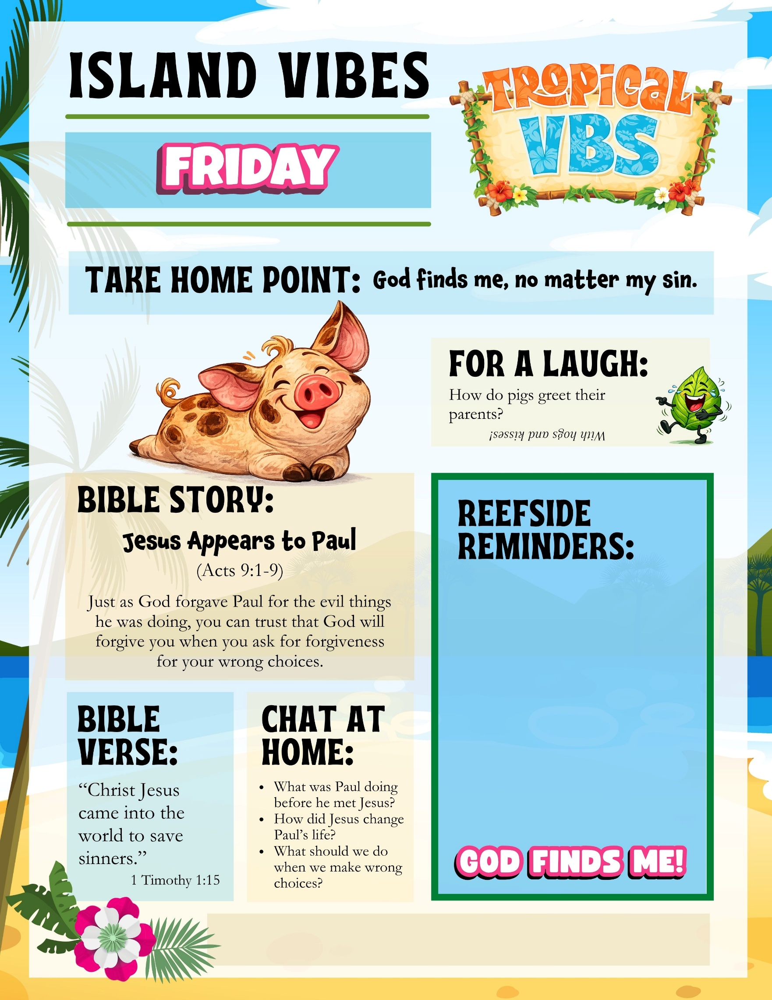 ISLAND VIBES
TROPICAL
VBS
FRIDAY
TAKE HOME POINT: God finds me, no matter my sin.
FOR A LAUGH:
How do pigs greet their
parents?
With hogs and kisses!
BIBLE STORY:
Jesus Appears to Paul
(Acts 9:1-9)
Just as God forgave Paul for the evil things
he was doing, you can trust that God will
forgive you when you ask for forgiveness
for your wrong choices.
REEFSIDE
REMINDERS:
GOD FINDS ME!
BIBLE
VERSE:
“Christ Jesus
came into the
world to save
sinners.”
1 Timothy 1:15
CHAT AT
HOME:
• What was Paul doing
before he met Jesus?
• How did Jesus change
Paul’s life?
• What should we do
when we make wrong
choices?